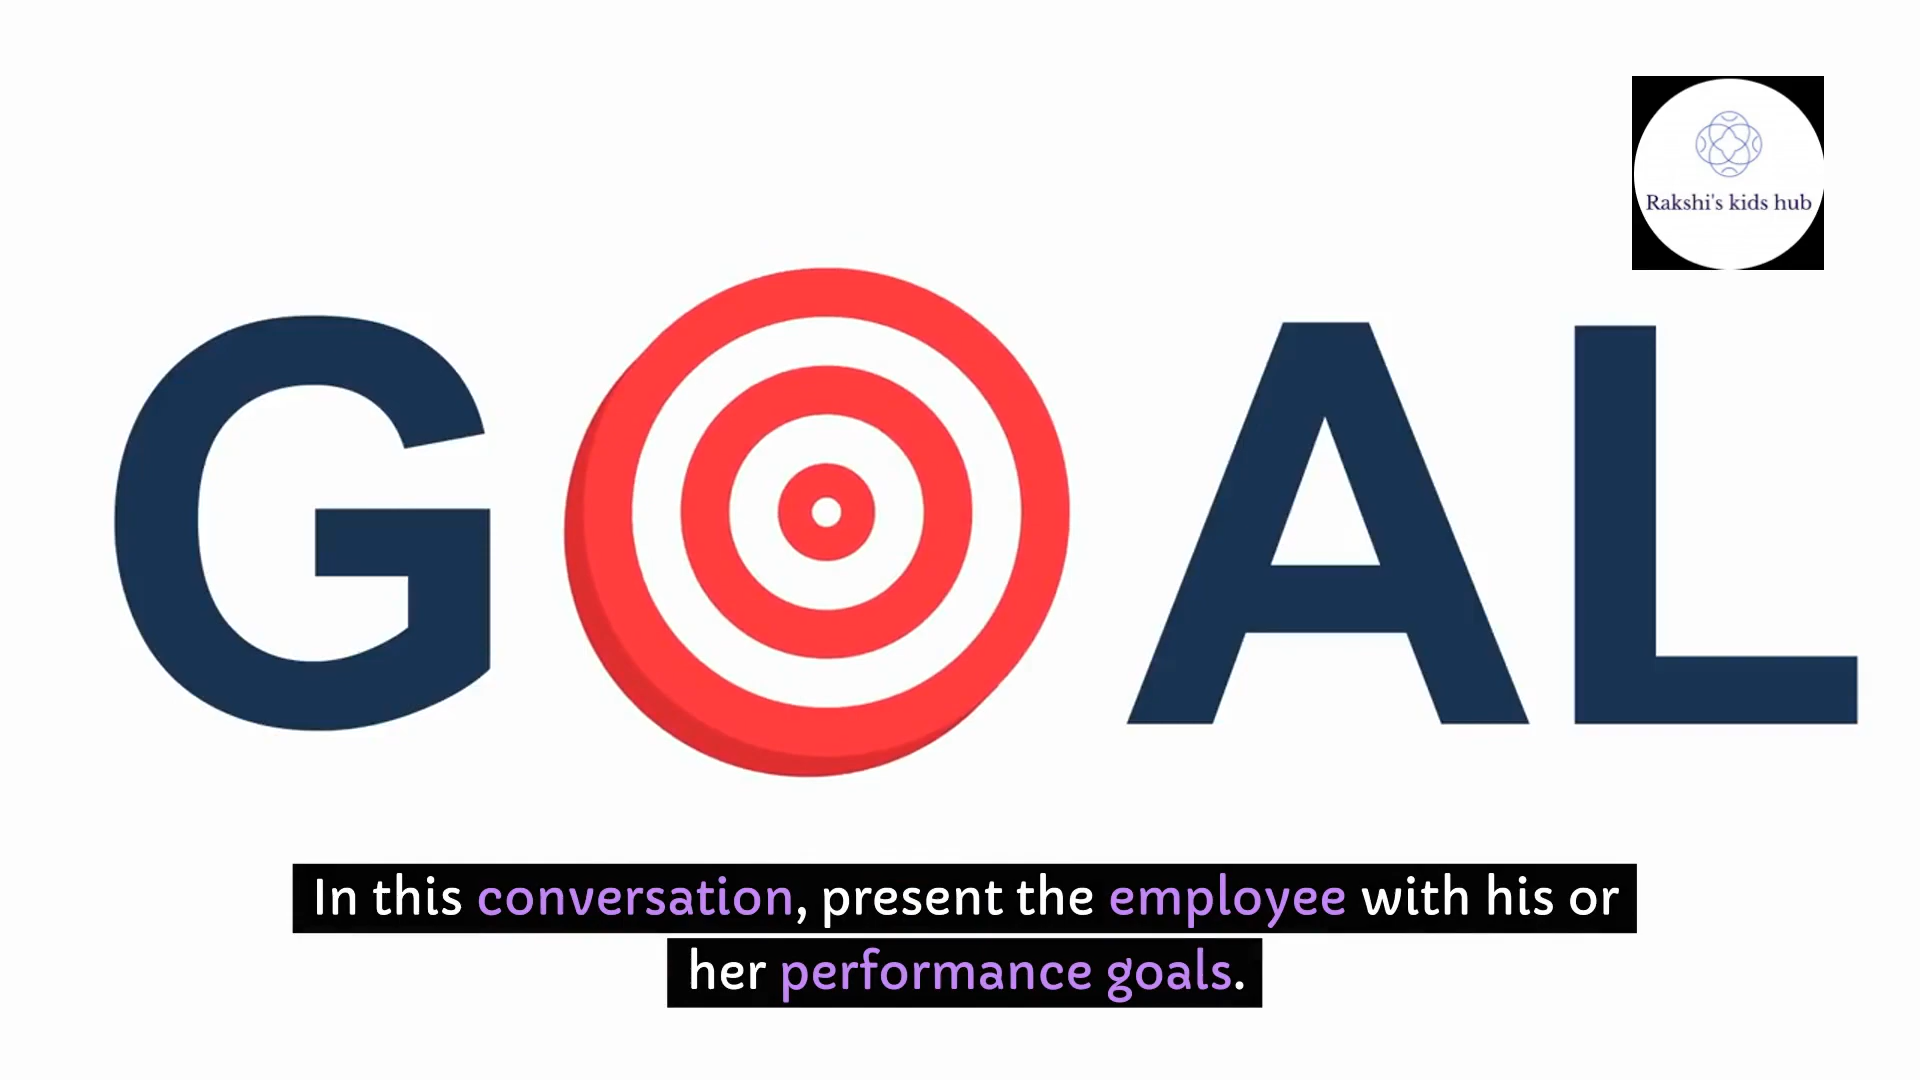 Rakshi's kids hub
GOAL
In this conversation, present the employee with his or
her performance goals.